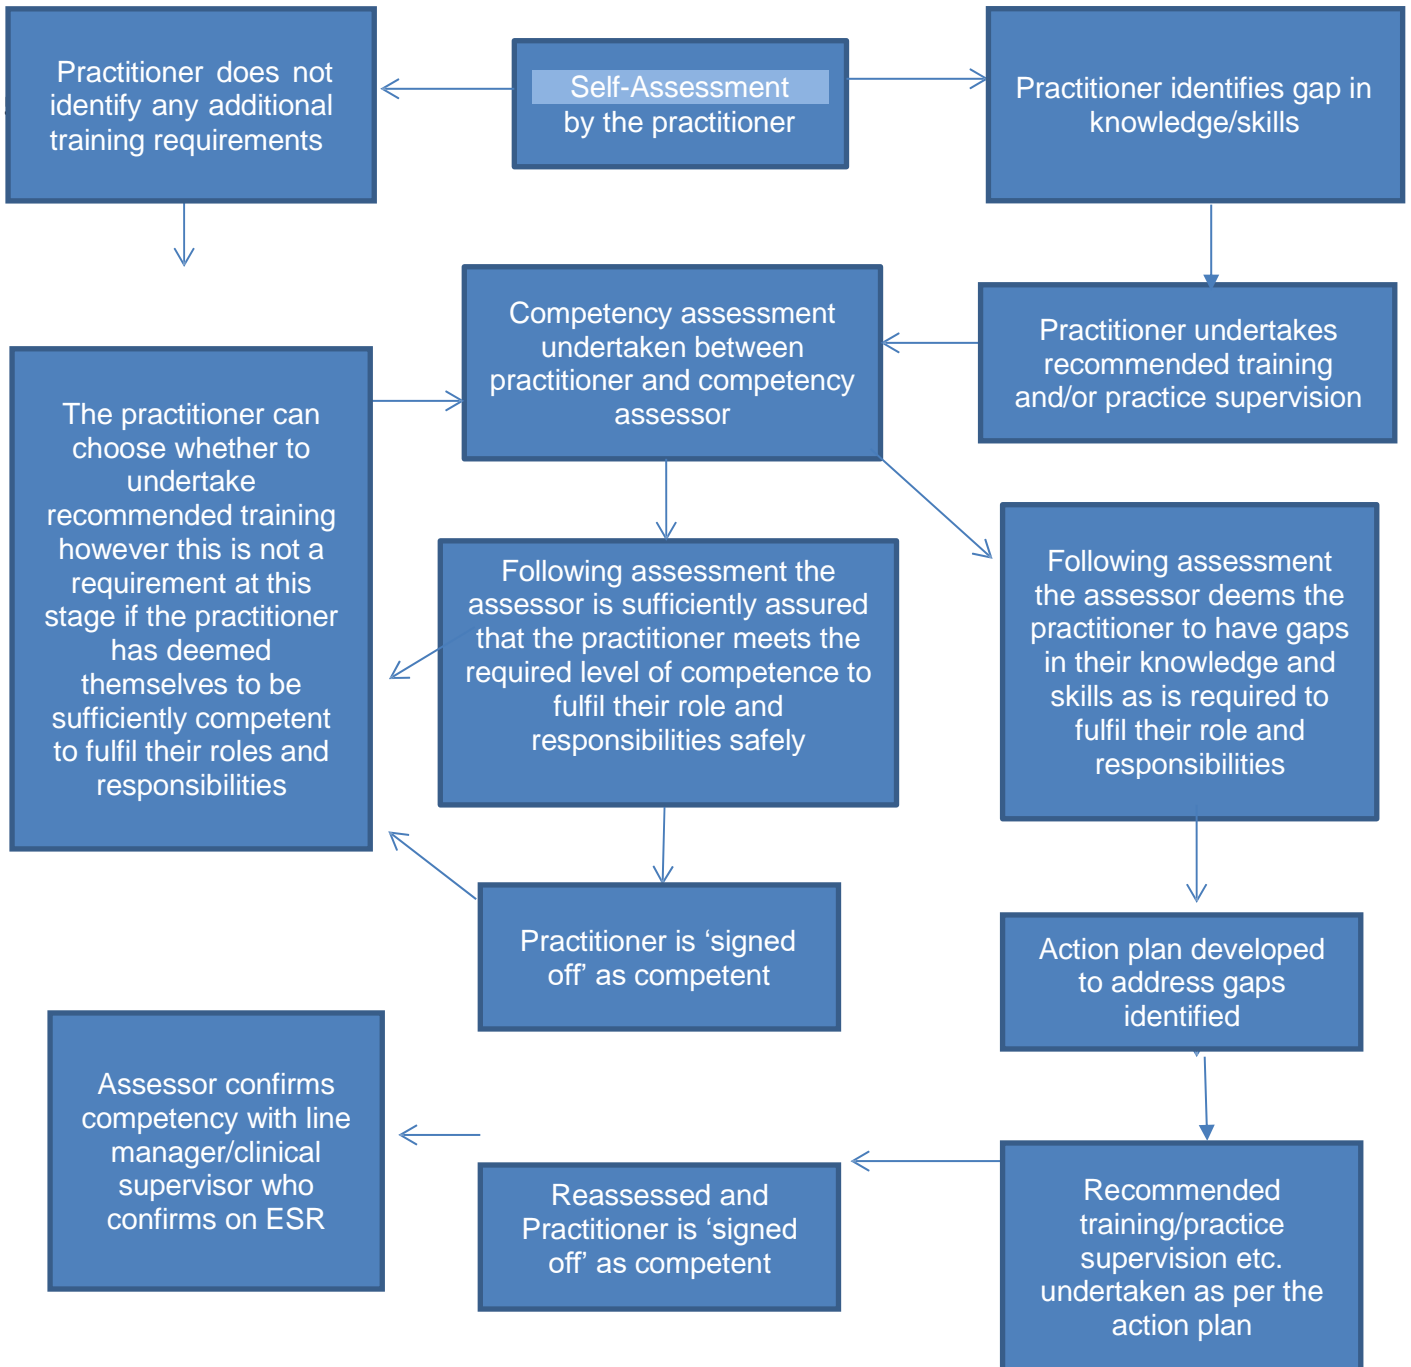 Practitioner does not
identify any additional
training requirements
Self-Assessment
by the practitioner
Practitioner identifies gap in
knowledge/skills
Competency assessment
undertaken between
practitioner and competency
assessor
Practitioner undertakes
recommended training
and/or practice supervision
The practitioner can
choose whether to
undertake
recommended training
however this is not a
requirement at this
stage if the practitioner
has deemed
themselves to be
sufficiently competent
to fulfil their roles and
responsibilities
Following assessment the
assessor is sufficiently assured
that the practitioner meets the
required level of competence to
fulfil their role and
responsibilities safely
Following assessment
the assessor deems the
practitioner to have gaps
in their knowledge and
skills as is required to
fulfil their role and
responsibilities
Practitioner is ‘signed
off’ as competent
Action plan developed
to address gaps
identified
Assessor confirms
competency with line
manager/clinical
supervisor who
confirms on ESR
Reassessed and
Practitioner is ‘signed
off’ as competent
Recommended
training/practice
supervision etc.
undertaken as per the
action plan